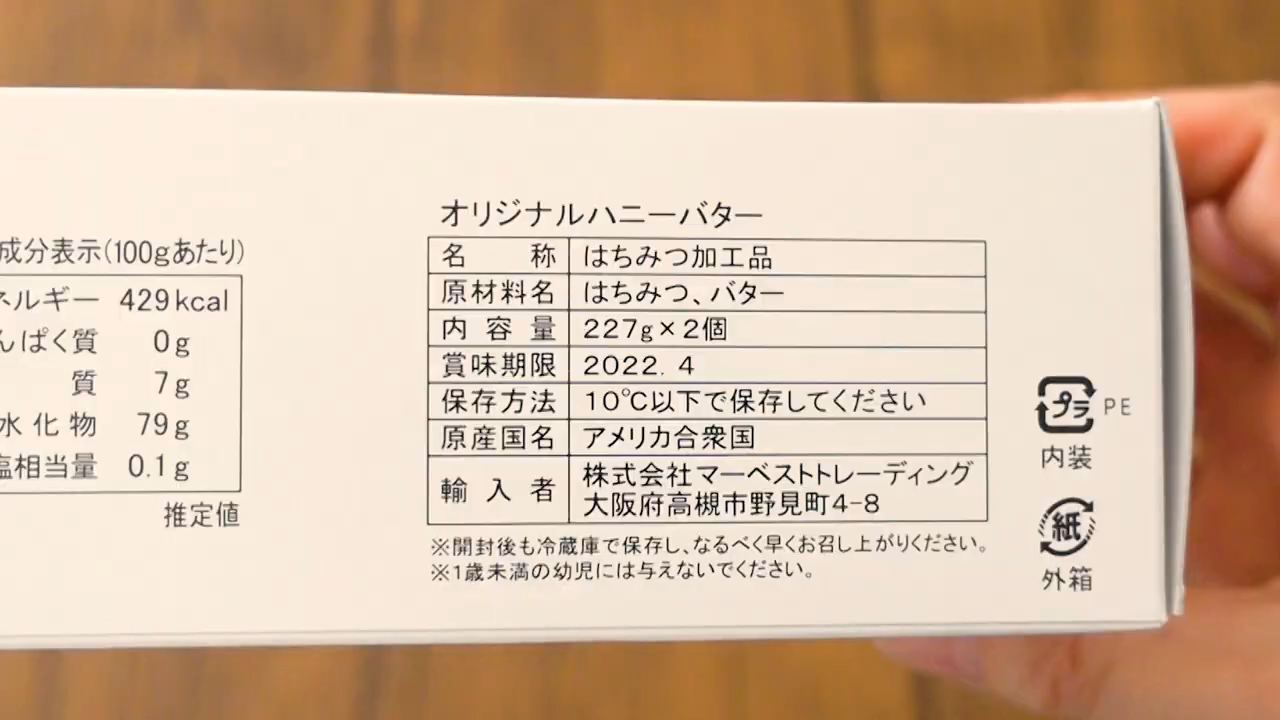 成分表示(100gあたり)
ネルギー 429kcal
んぱく質 0g
質 7g
水化物 79g
塩相当量 0.1g
推定値
オリジナルハニーバター
名称 はちみつ加工品
原材料名 はちみつ、バター
内容量 227g×2個
賞味期限 2022. 4
保存方法 10℃以下で保存してください
原産国名 アメリカ合衆国
輸入者 株式会社マーベストトレーディング
大阪府高槻市野見町4-8
※開封後も冷蔵庫で保存し、なるべく早くお召し上がりください。
※1歳未満の幼児には与えないでください。
プラ PE
内装
紙
外箱